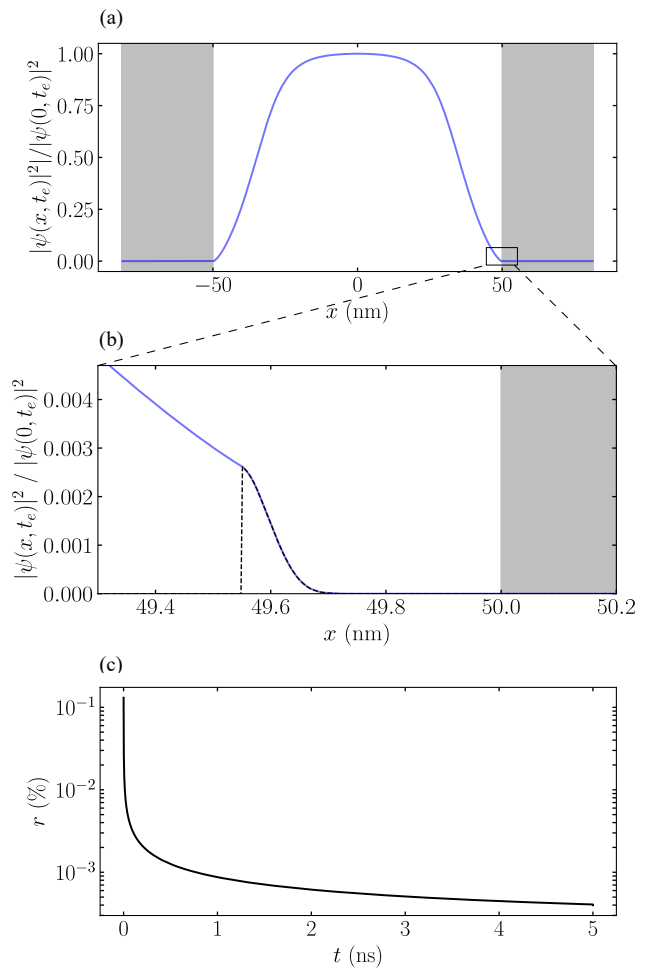 (a)
|ψ(x, t_e)|^2|/|ψ(0, t_e)|^2
1.00
0.75
0.50
0.25
0.00
−50 0 50
x (nm)
(b)
|ψ(x, t_e)|^2 / |ψ(0, t_e)|^2
0.004
0.003
0.002
0.001
0.000
49.4 49.6 49.8 50.0 50.2
x (nm)
(c)
r (%)
10^−1
10^−2
10^−3
0 1 2 3 4 5
t (ns)